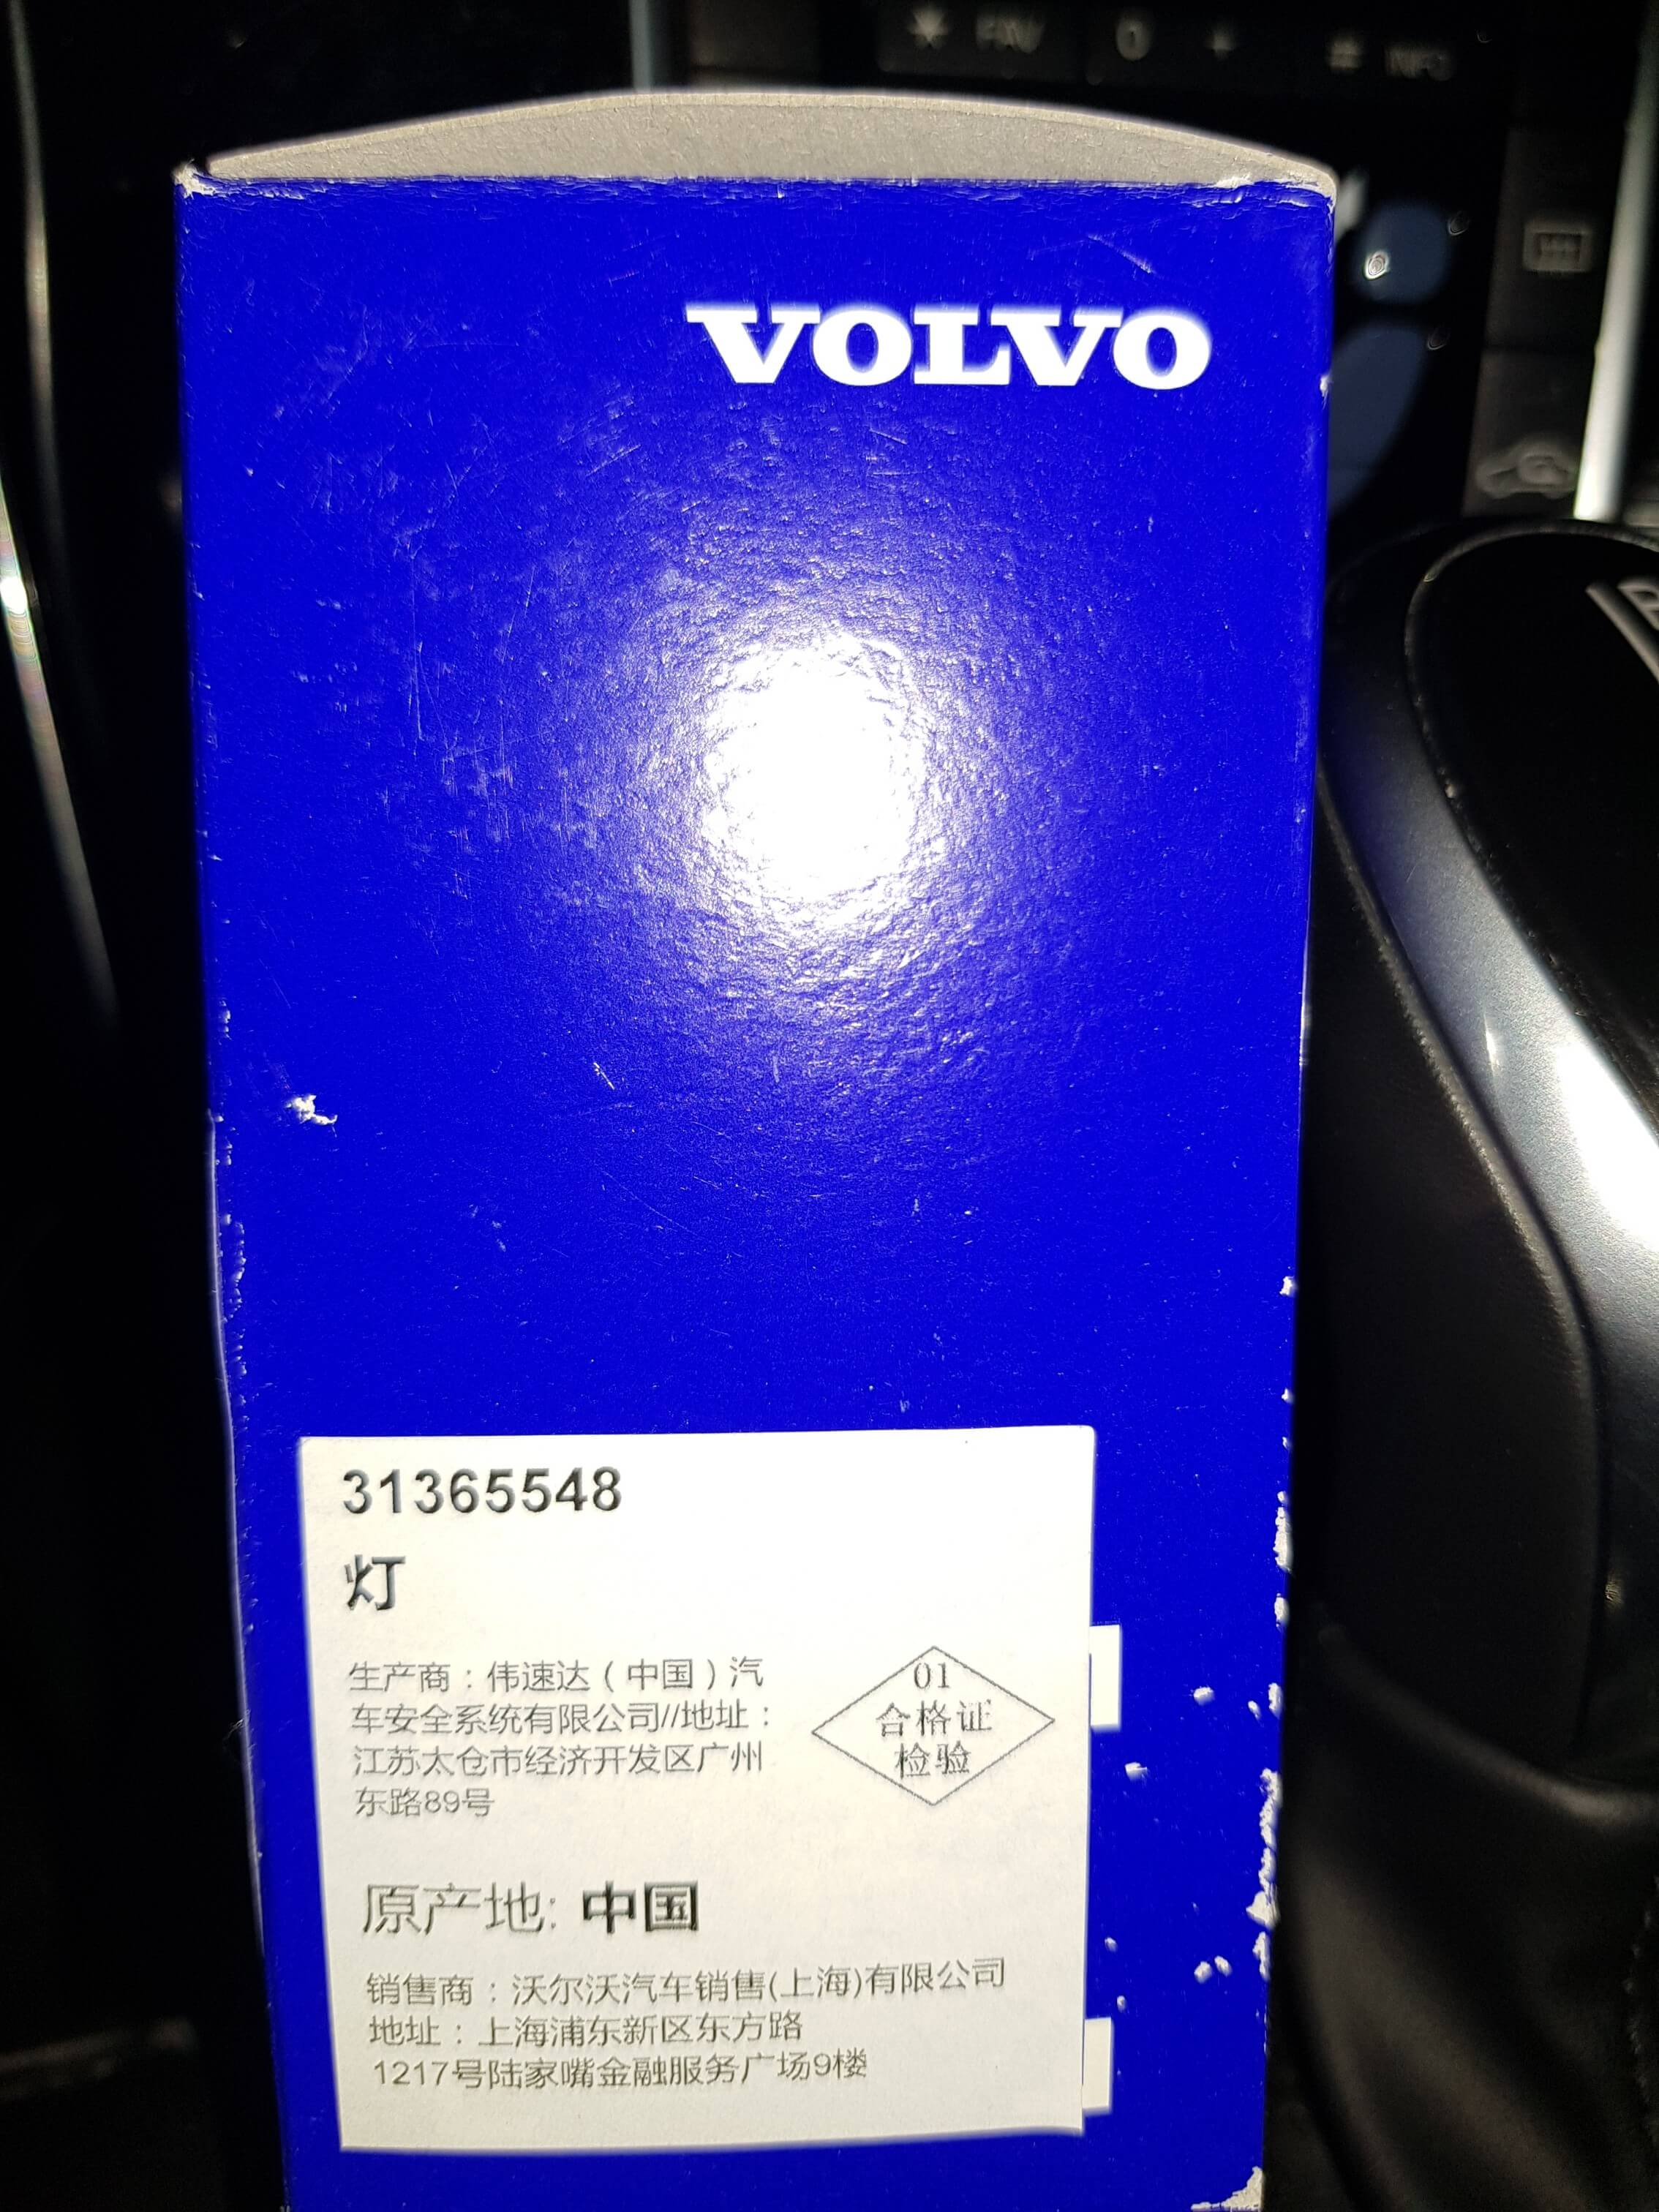 * FAV 0 + # INFO
VOLVO
31365548
灯
生产商：伟速达（中国）汽
车安全系统有限公司//地址：
江苏太仓市经济开发区广州
东路89号
01
合格证
检验
原产地: 中国
销售商：沃尔沃汽车销售(上海)有限公司
地址：上海浦东新区东方路
1217号陆家嘴金融服务广场9楼